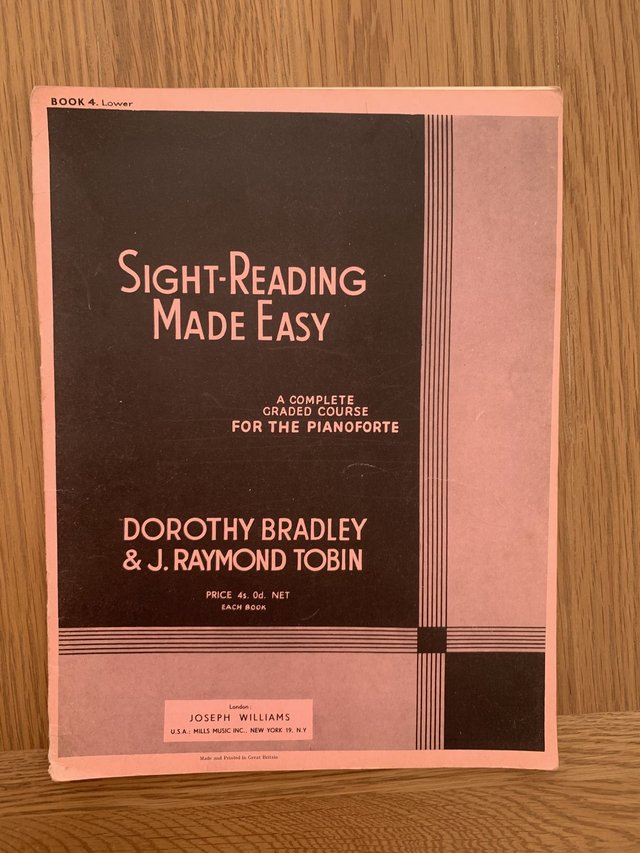 BOOK 4. Lower
SIGHT-READING
MADE EASY
A COMPLETE
GRADED COURSE
FOR THE PIANOFORTE
DOROTHY BRADLEY
& J. RAYMOND TOBIN
PRICE 4s. 0d. NET
EACH BOOK
London:
JOSEPH WILLIAMS
U.S.A.: MILLS MUSIC INC., NEW YORK 19, N.Y
Made and Printed in Great Britain